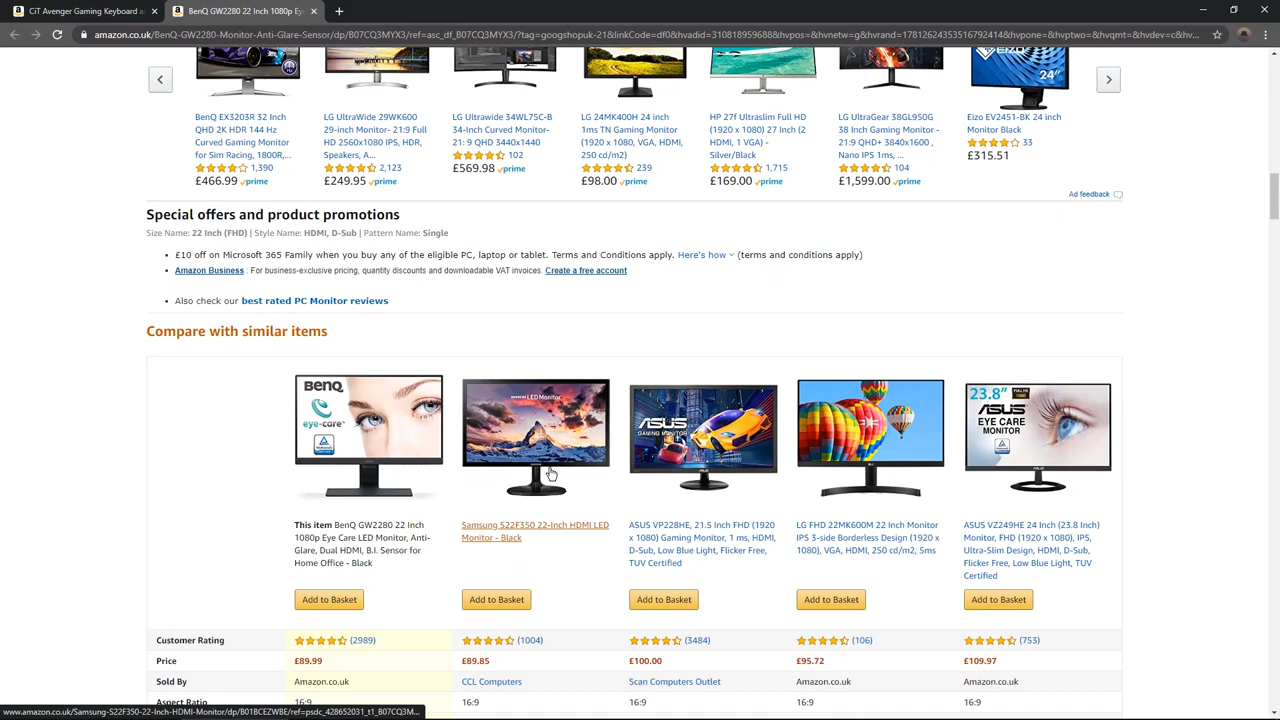 CiT Avenger Gaming Keyboard an
BenQ GW2280 22 Inch 1080p Eye C
amazon.co.uk/BenQ-GW2280-Monitor-Anti-Glare-Sensor/dp/B07CQ3MYX3/ref=asc_df_B07CQ3MYX3/?tag=googshopuk-21&linkCode=df0&hvadid=310818959688&hvpos=&hvnetw=g&hvrand=17812624353516792414&hvpone=&hvptwo=&hvqmt=&hvdev=c&hv...
24"
BenQ EX3203R 32 Inch
QHD 2K HDR 144 Hz
Curved Gaming Monitor
for Sim Racing, 1800R,...
1,390
£466.99 prime
LG UltraWide 29WK600
29-inch Monitor- 21:9 Full
HD 2560x1080 IPS, HDR,
Speakers, A...
2,123
£249.95 prime
LG Ultrawide 34WL75C-B
34-Inch Curved Monitor-
21: 9 QHD 3440x1440
102
£569.98 prime
LG 24MK400H 24 inch
1ms TN Gaming Monitor
(1920 x 1080, VGA, HDMI,
250 cd/m2)
239
£98.00 prime
HP 27f Ultraslim Full HD
(1920 x 1080) 27 Inch (2
HDMI, 1 VGA) -
Silver/Black
1,715
£169.00 prime
LG UltraGear 38GL950G
38 Inch Gaming Monitor -
21:9 QHD+ 3840x1600 ,
Nano IPS 1ms, ...
104
£1,599.00 prime
Eizo EV2451-BK 24 inch
Monitor Black
33
£315.51
Ad feedback
Special offers and product promotions
Size Name: 22 Inch (FHD) | Style Name: HDMI, D-Sub | Pattern Name: Single
• £10 off on Microsoft 365 Family when you buy any of the eligible PC, laptop or tablet. Terms and Conditions apply. Here's how (terms and conditions apply)
• Amazon Business : For business-exclusive pricing, quantity discounts and downloadable VAT invoices. Create a free account
• Also check our best rated PC Monitor reviews
Compare with similar items
BenQ
eye-care™
SAMSUNG LED Monitor
ASUS
GAMING MONITOR
23.8"
ASUS
EYE CARE
MONITOR
This item BenQ GW2280 22 Inch
1080p Eye Care LED Monitor, Anti-
Glare, Dual HDMI, B.I. Sensor for
Home Office - Black
Samsung S22F350 22-Inch HDMI LED
Monitor - Black
ASUS VP228HE, 21.5 Inch FHD (1920
x 1080) Gaming Monitor, 1 ms, HDMI,
D-Sub, Low Blue Light, Flicker Free,
TUV Certified
LG FHD 22MK600M 22 Inch Monitor
IPS 3-side Borderless Design (1920 x
1080), VGA, HDMI, 250 cd/m2, 5ms
ASUS VZ249HE 24 Inch (23.8 Inch)
Monitor, FHD (1920 x 1080), IPS,
Ultra-Slim Design, HDMI, D-Sub,
Flicker Free, Low Blue Light, TUV
Certified
Add to Basket Add to Basket Add to Basket Add to Basket Add to Basket
Customer Rating (2989) (1004) (3484) (106) (753)
Price £89.99 £89.85 £100.00 £95.72 £109.97
Sold By Amazon.co.uk CCL Computers Scan Computers Outlet Amazon.co.uk Amazon.co.uk
Aspect Ratio 16:9 16:9 16:9 16:9 16:9
www.amazon.co.uk/Samsung-S22F350-22-Inch-HDMI-Monitor/dp/B01BCEZWBE/ref=psdc_428652031_t1_B07CQ3M...